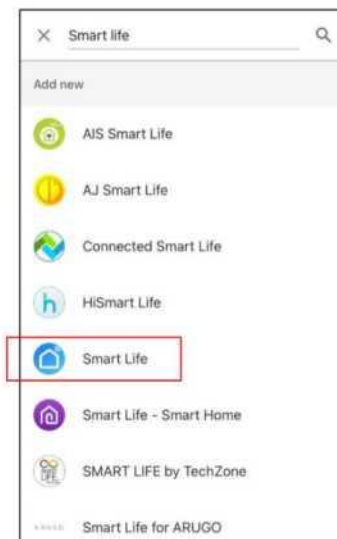 Smart life
Add new
AIS Smart Life
AJ Smart Life
Connected Smart Life
h HiSmart Life
Smart Life
Smart Life - Smart Home
SMART LIFE by TechZone
Smart Life for ARUGO